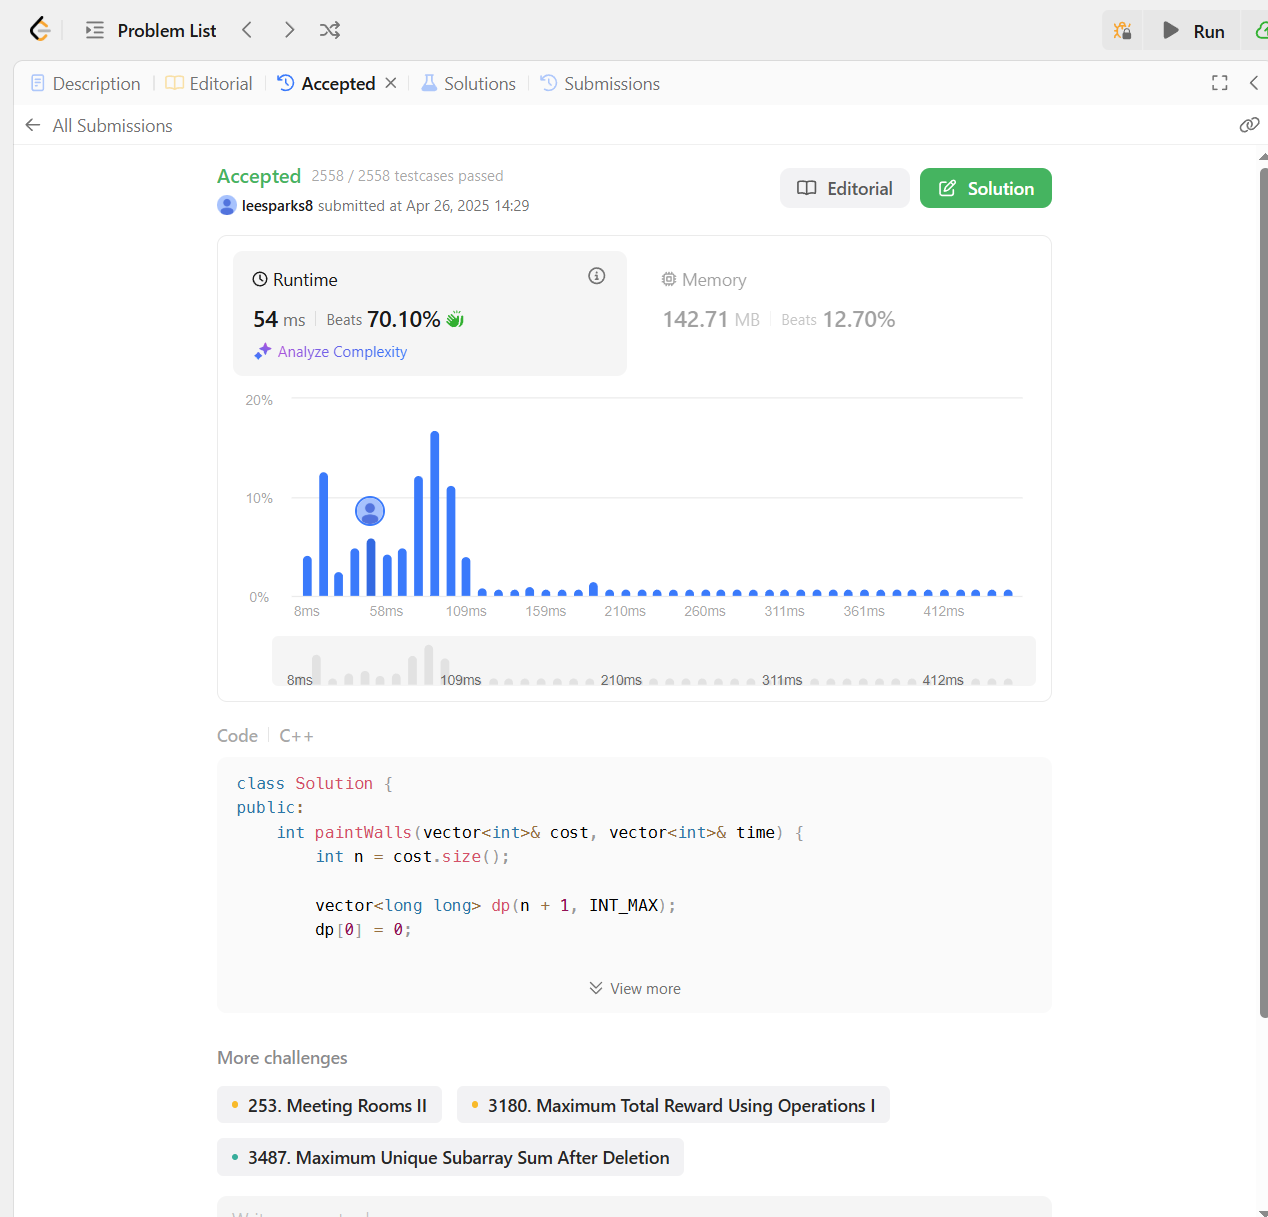 Problem List
Run
Description
Editorial
Accepted
Solutions
Submissions
All Submissions
Accepted 2558 / 2558 testcases passed
leesparks8 submitted at Apr 26, 2025 14:29
Editorial
Solution
Runtime
54 ms Beats 70.10%
Analyze Complexity
Memory
142.71 MB Beats 12.70%
20%
10%
0%
8ms 58ms 109ms 159ms 210ms 260ms 311ms 361ms 412ms
8ms 109ms 210ms 311ms 412ms
Code C++
class Solution {
public:
    int paintWalls(vector<int>& cost, vector<int>& time) {
        int n = cost.size();
        vector<long long> dp(n + 1, INT_MAX);
        dp[0] = 0;
View more
More challenges
253. Meeting Rooms II
3180. Maximum Total Reward Using Operations I
3487. Maximum Unique Subarray Sum After Deletion